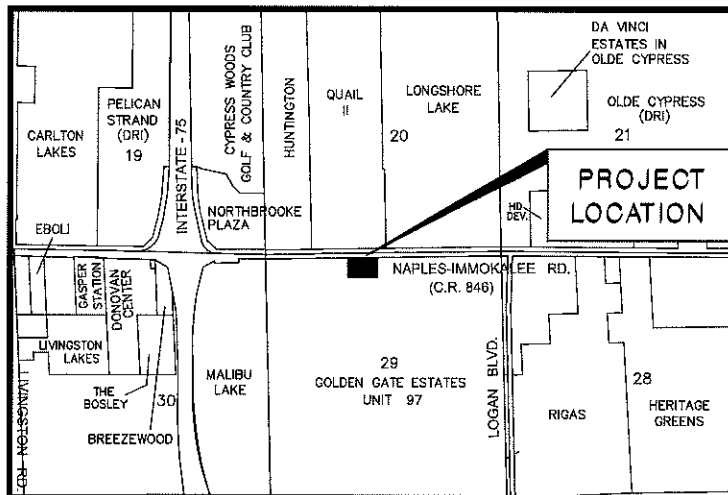 CARLTON
LAKES
PELICAN
STRAND
(DRI)
19
INTERSTATE-75
CYPRESS WOODS
GOLF & COUNTRY CLUB
NORTHBROOKE
PLAZA
HUNTINGTON
QUAIL
II
20
LONGSHORE
LAKE
DA VINCI
ESTATES IN
OLDE CYPRESS
OLDE CYPRESS
(DRI)
21
HD
DEV.
PROJECT
LOCATION
NAPLES-IMMOKALEE RD.
(C.R. 846)
EBOLI
GASPER
STATION
DONOVAN
CENTER
LIVINGSTON
LAKES
LIVINGSTON RD.
THE
BOSLEY
30
BREEZEWOOD
MALIBU
LAKE
29
GOLDEN GATE ESTATES
UNIT 97
LOGAN BLVD.
RIGAS
28
HERITAGE
GREENS